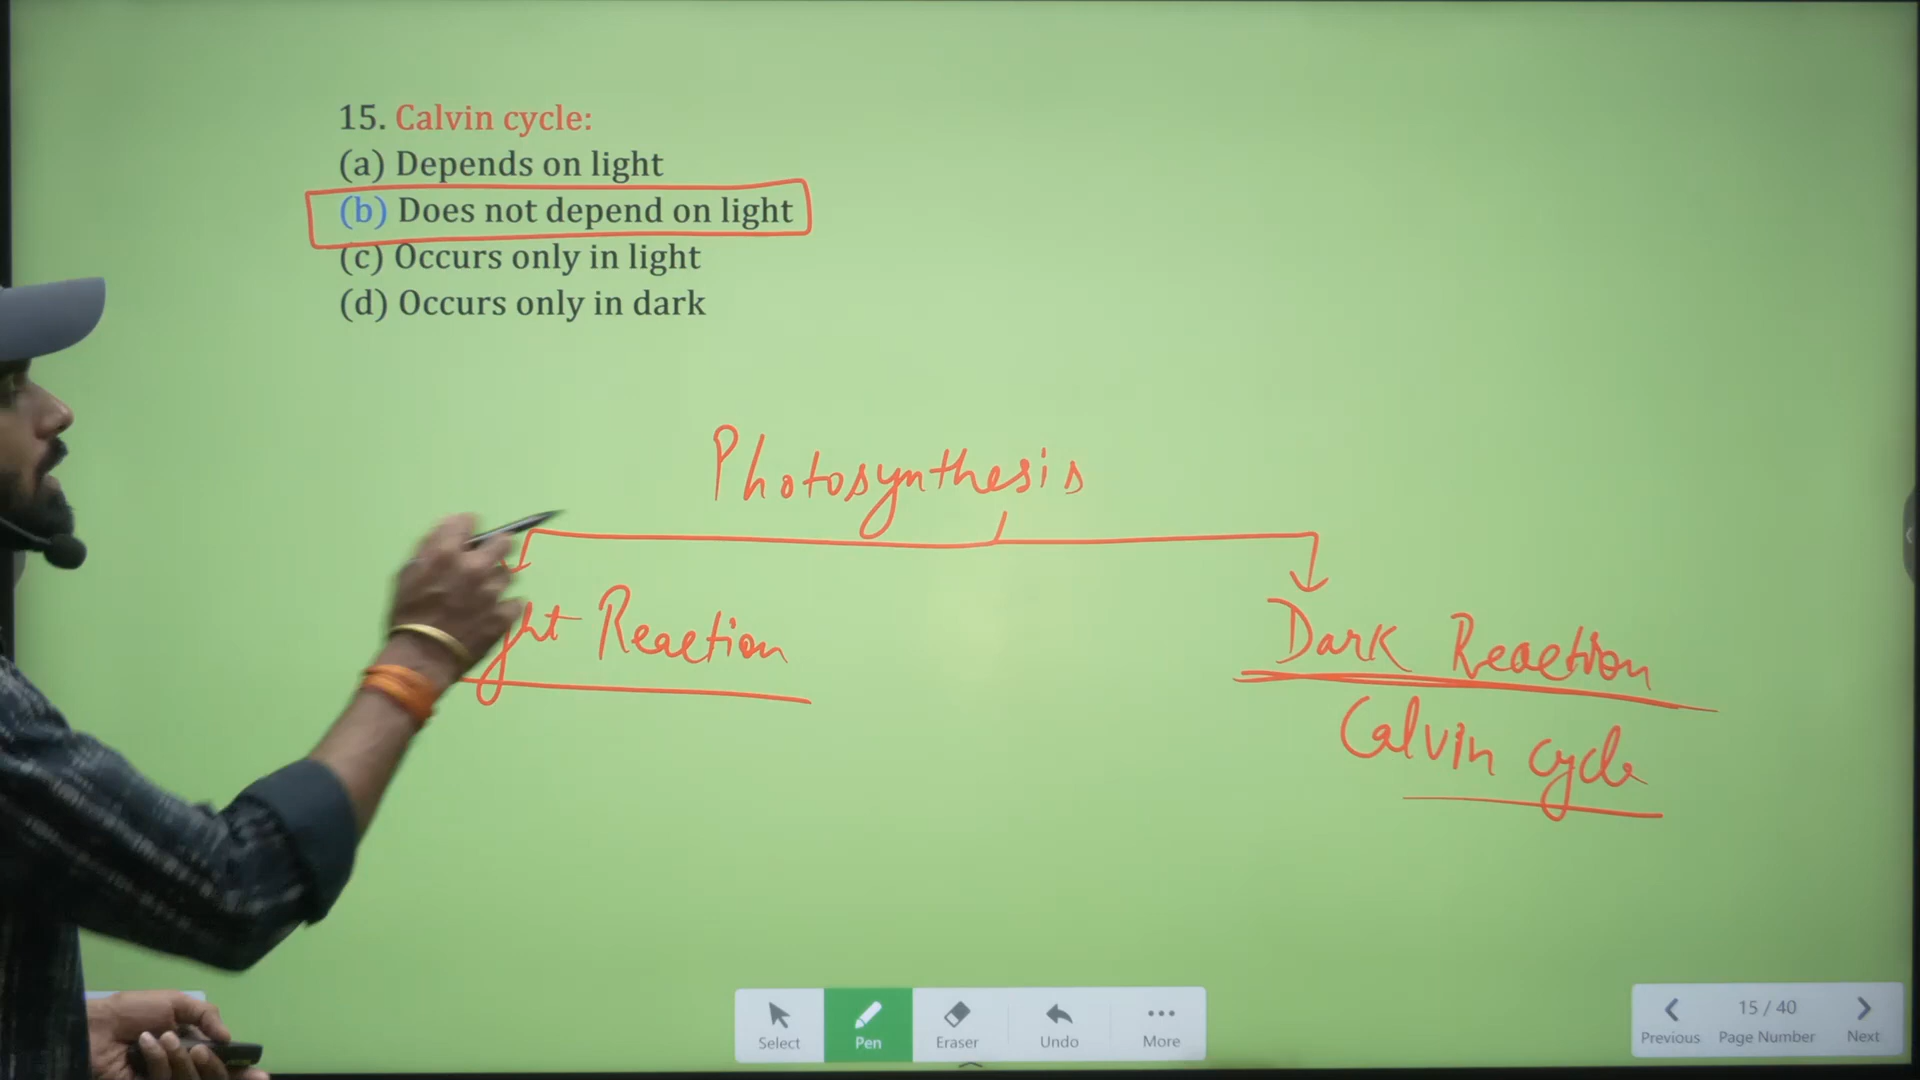 15. Calvin cycle:
(a) Depends on light
(b) Does not depend on light
(c) Occurs only in light
(d) Occurs only in dark
Photosynthesis
Reaction
Dark Reaction
Calvin cycle
Select Pen Eraser Undo More
15 / 40
Previous Page Number Next